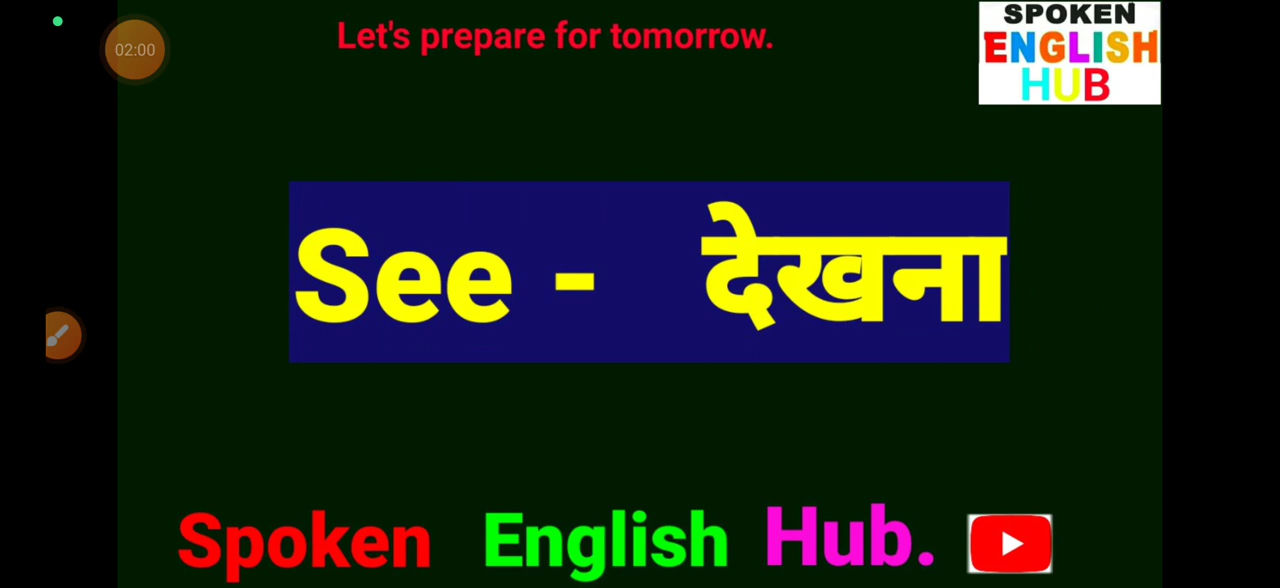 02:00
Let's prepare for tomorrow.
SPOKEN
ENGLISH
HUB
See - देखना
Spoken English Hub.